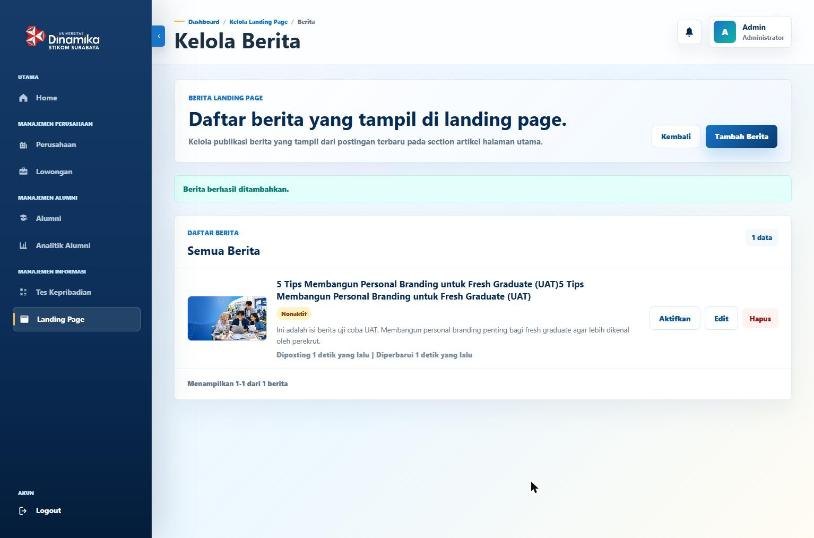 UNIVERSITAS
Dinamika
STIKOM SURABAYA
UTAMA
Home
MANAJEMEN PERUSAHAAN
Perusahaan
Lowongan
MANAJEMEN ALUMNI
Alumni
Analitik Alumni
MANAJEMEN INFORMASI
Tes Kepribadian
Landing Page
AKUN
Logout
Dashboard / Kelola Landing Page / Berita
Kelola Berita
A
Admin
Administrator
BERITA LANDING PAGE
Daftar berita yang tampil di landing page.
Kelola publikasi berita yang tampil dari postingan terbaru pada section artikel halaman utama.
Kembali
Tambah Berita
Berita berhasil ditambahkan.
DAFTAR BERITA
Semua Berita
1 data
5 Tips Membangun Personal Branding untuk Fresh Graduate (UAT)5 Tips
Membangun Personal Branding untuk Fresh Graduate (UAT)
Nonaktif
Ini adalah isi berita uji coba UAT. Membangun personal branding penting bagi fresh graduate agar lebih dikenal
oleh perekrut.
Diposting 1 detik yang lalu | Diperbarui 1 detik yang lalu
Aktifkan
Edit
Hapus
Menampilkan 1-1 dari 1 berita